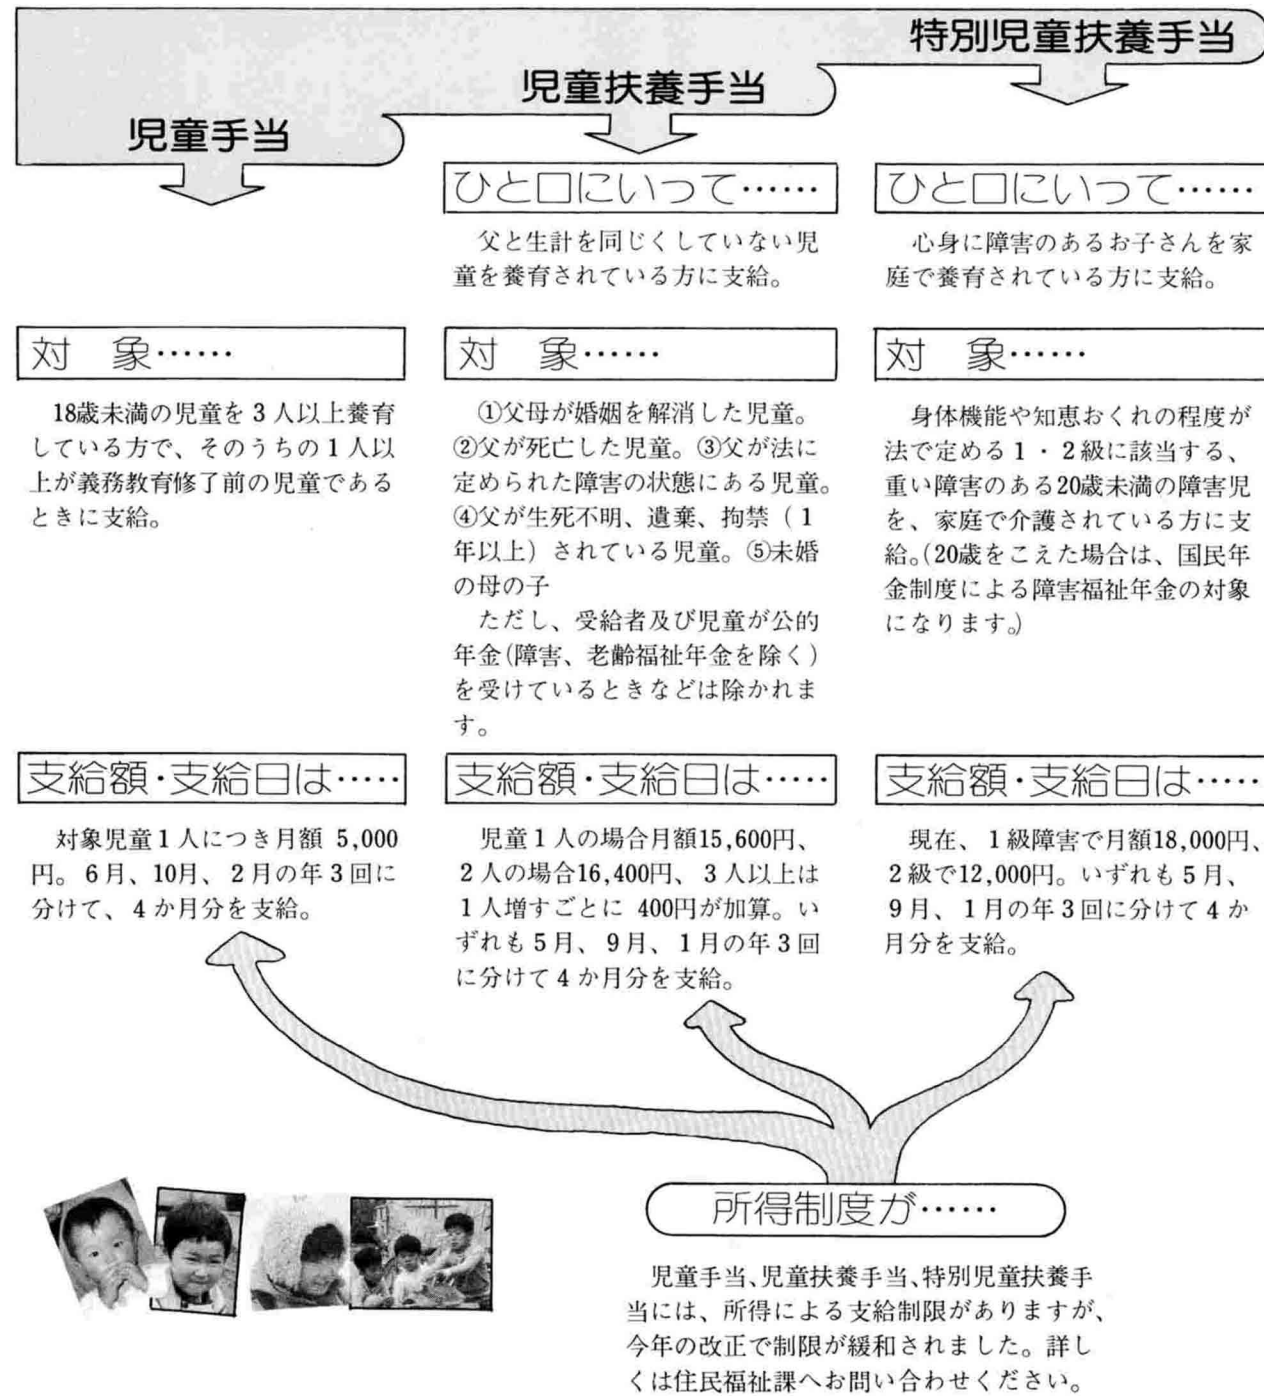 児童手当
対　象……
18歳未満の児童を3人以上養育
している方で、そのうちの1人以
上が義務教育修了前の児童である
ときに支給。
支給額・支給日は……
対象児童1人につき月額 5,000
円。6月、10月、2月の年3回に
分けて、4か月分を支給。
児童扶養手当
ひと口にいって……
父と生計を同じくしていない児
童を養育されている方に支給。
対　象……
①父母が婚姻を解消した児童。
②父が死亡した児童。③父が法に
定められた障害の状態にある児童。
④父が生死不明、遺棄、拘禁（1
年以上）されている児童。⑤未婚
の母の子
ただし、受給者及び児童が公的
年金(障害、老齢福祉年金を除く)
を受けているときなどは除かれま
す。
支給額・支給日は……
児童1人の場合月額15,600円、
2人の場合16,400円、3人以上は
1人増すごとに 400円が加算。い
ずれも5月、9月、1月の年3回
に分けて4か月分を支給。
特別児童扶養手当
ひと口にいって……
心身に障害のあるお子さんを家
庭で養育されている方に支給。
対　象……
身体機能や知恵おくれの程度が
法で定める1・2級に該当する、
重い障害のある20歳未満の障害児
を、家庭で介護されている方に支
給。(20歳をこえた場合は、国民年
金制度による障害福祉年金の対象
になります。)
支給額・支給日は……
現在、1級障害で月額18,000円、
2級で12,000円。いずれも5月、
9月、1月の年3回に分けて4か
月分を支給。
所得制度が……
児童手当、児童扶養手当、特別児童扶養手
当には、所得による支給制限がありますが、
今年の改正で制限が緩和されました。詳し
くは住民福祉課へお問い合わせください。